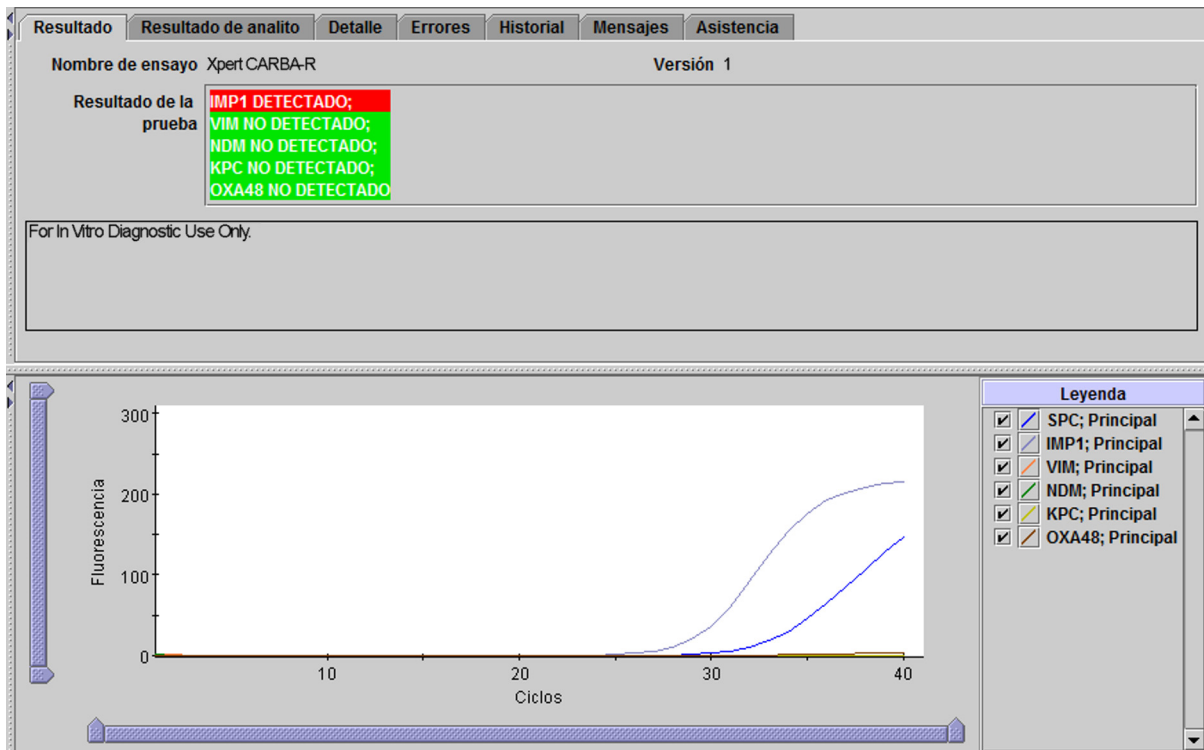 Resultado Resultado de analito Detalle Errores Historial Mensajes Asistencia
Nombre de ensayo Xpert CARBA-R Versión 1
Resultado de la prueba
IMP1 DETECTADO;
VIM NO DETECTADO;
NDM NO DETECTADO;
KPC NO DETECTADO;
OXA48 NO DETECTADO
For In Vitro Diagnostic Use Only.
Fluorescencia
300
200
100
0
10 20 30 40
Ciclos
Leyenda
SPC; Principal
IMP1; Principal
VIM; Principal
NDM; Principal
KPC; Principal
OXA48; Principal